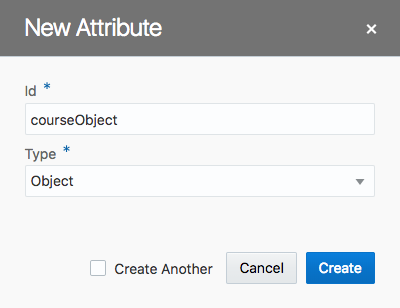 New Attribute ×
Id *
courseObject
Type *
Object
Create Another Cancel Create